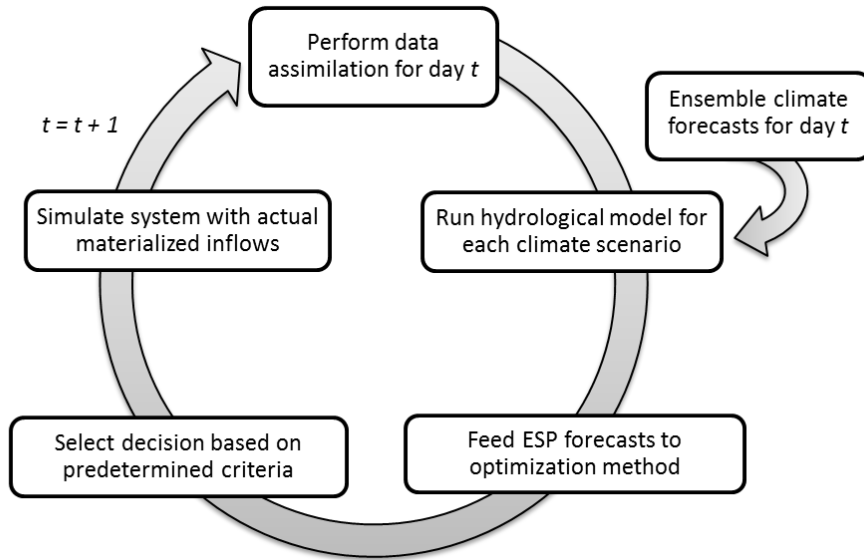 Perform data
assimilation for day t
Ensemble climate
forecasts for day t
t = t + 1
Simulate system with actual
materialized inflows
Run hydrological model for
each climate scenario
Select decision based on
predetermined criteria
Feed ESP forecasts to
optimization method